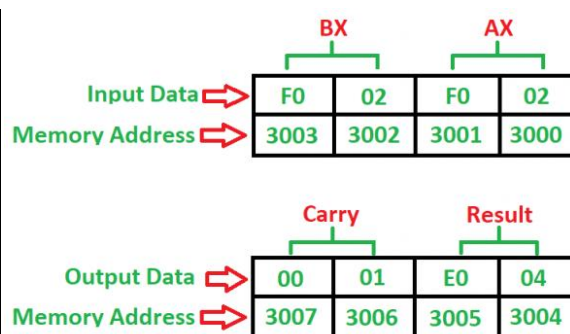 BX AX
Input Data F0 02 F0 02
Memory Address 3003 3002 3001 3000
Carry Result
Output Data 00 01 E0 04
Memory Address 3007 3006 3005 3004